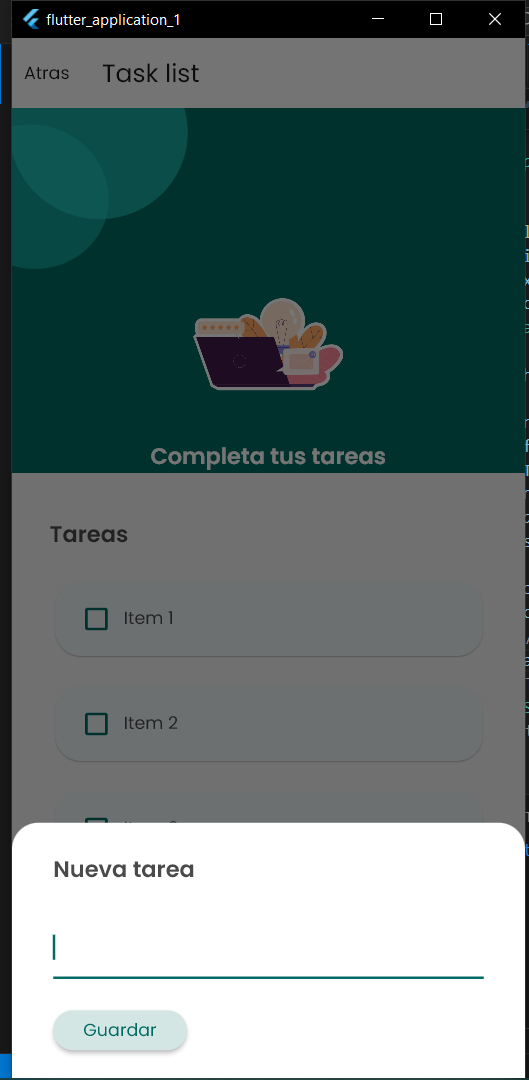 flutter_application_1
Atras Task list
Completa tus tareas
Tareas
Item 1
Item 2
Nueva tarea
Guardar